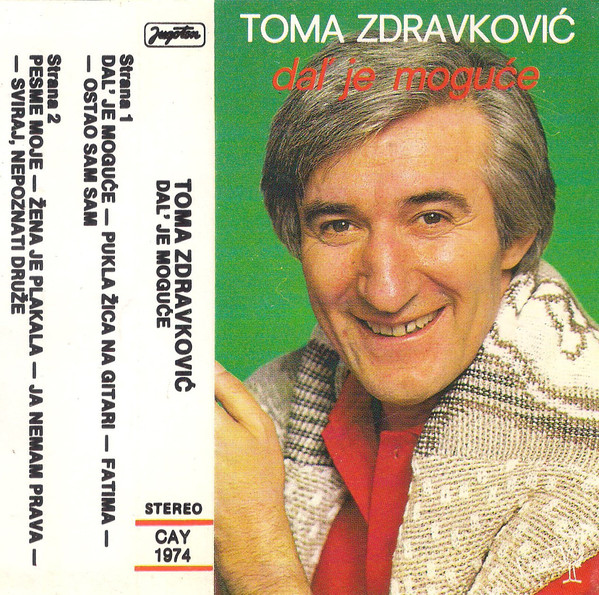 Jugoton
Strana 1
DAL' JE MOGUĆE — PUKLA ŽICA NA GITARI — FATIMA —
— OSTAO SAM SAM
Strana 2
PESME MOJE — ŽENA JE PLAKALA — JA NEMAM PRAVA —
— SVIRAJ, NEPOZNATI DRUŽE
TOMA ZDRAVKOVIĆ
DAL' JE MOGUĆE
STEREO
CAY
1974
TOMA ZDRAVKOVIĆ
dal' je moguće